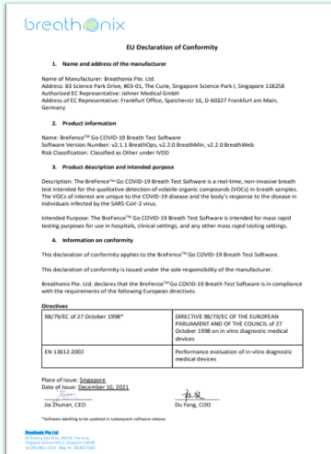 breathonix
EU Declaration of Conformity
1. Name and address of the manufacturer
Name of Manufacturer: Breathonix Pte. Ltd.
Address: 83 Science Park Drive, #03-01, The Curie, Singapore Science Park I, Singapore 118258
Authorised EC Representative: Johner Medical GmbH
Address of EC Representative: Frankfurt Office, Speicherstr 16, D-60327 Frankfurt am Main,
Germany
2. Product information
Name: BreFence™ Go COVID-19 Breath Test Software
Software Version Number: v2.1.1 BreathOps, v2.2.0 BreathMin, v2.2.0 BreathWeb
Risk Classification: Classified as Other under IVDD
3. Product description and intended purpose
Description: The BreFence™ Go COVID-19 Breath Test Software is a real-time, non-invasive breath
test intended for the qualitative detection of volatile organic compounds (VOCs) in breath samples.
The VOCs of interest are unique to the COVID-19 disease and the body's response to the disease in
individuals infected by the SARS-CoV-2 virus.
Intended Purpose: The BreFence™ Go COVID-19 Breath Test Software is intended for mass rapid
testing purposes for use in hospitals, clinical settings, and any other mass rapid testing settings.
4. Information on conformity
This declaration of conformity applies to the BreFence™ Go COVID-19 Breath Test Software.
This declaration of conformity is issued under the sole responsibility of the manufacturer.
Breathonix Pte. Ltd. declares that the BreFence™ Go COVID-19 Breath Test Software is in compliance
with the requirements of the following European directives.
Directives
98/79/EC of 27 October 1998*
DIRECTIVE 98/79/EC OF THE EUROPEAN
PARLIAMENT AND OF THE COUNCIL of 27
October 1998 on in vitro diagnostic medical
devices
EN 13612:2002
Performance evaluation of in vitro diagnostic
medical devices
Place of Issue: Singapore
Date of Issue: December 10, 2021
Jia Zhunan, CEO
Du Fang, COO
*Software labelling to be updated in subsequent software release.
Breathonix Pte Ltd